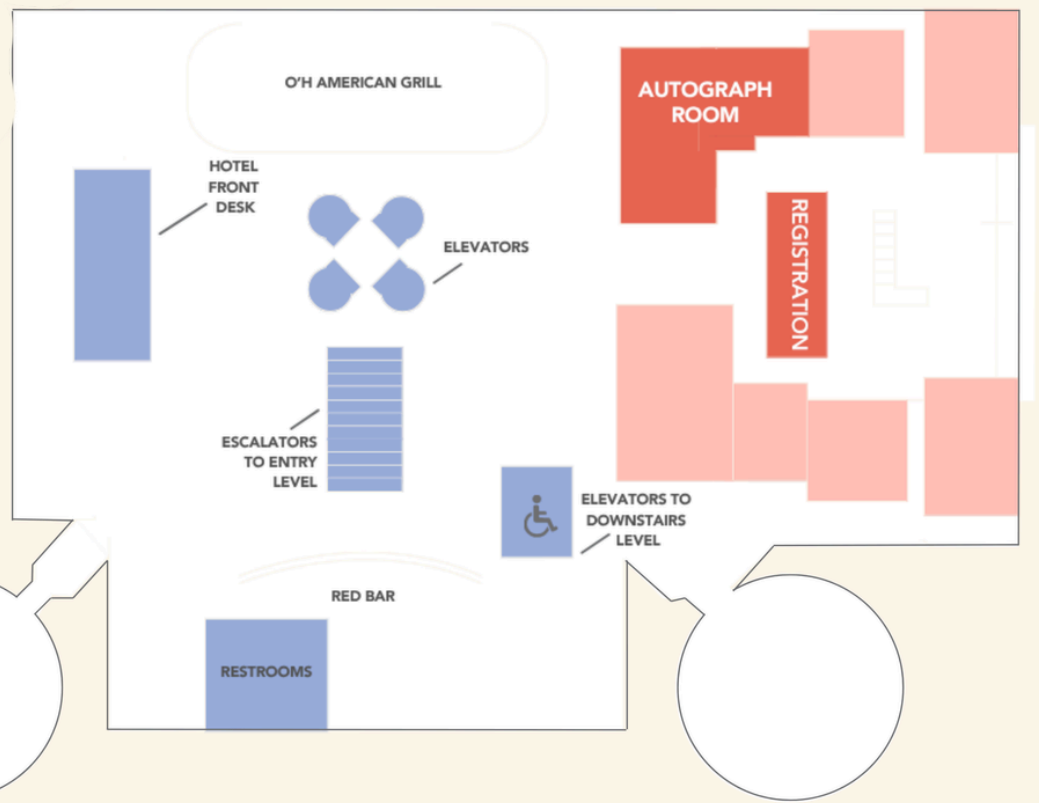 O'H AMERICAN GRILL
AUTOGRAPH
ROOM
HOTEL
FRONT
DESK
ELEVATORS
REGISTRATION
ESCALATORS
TO ENTRY
LEVEL
ELEVATORS TO
DOWNSTAIRS
LEVEL
RED BAR
RESTROOMS